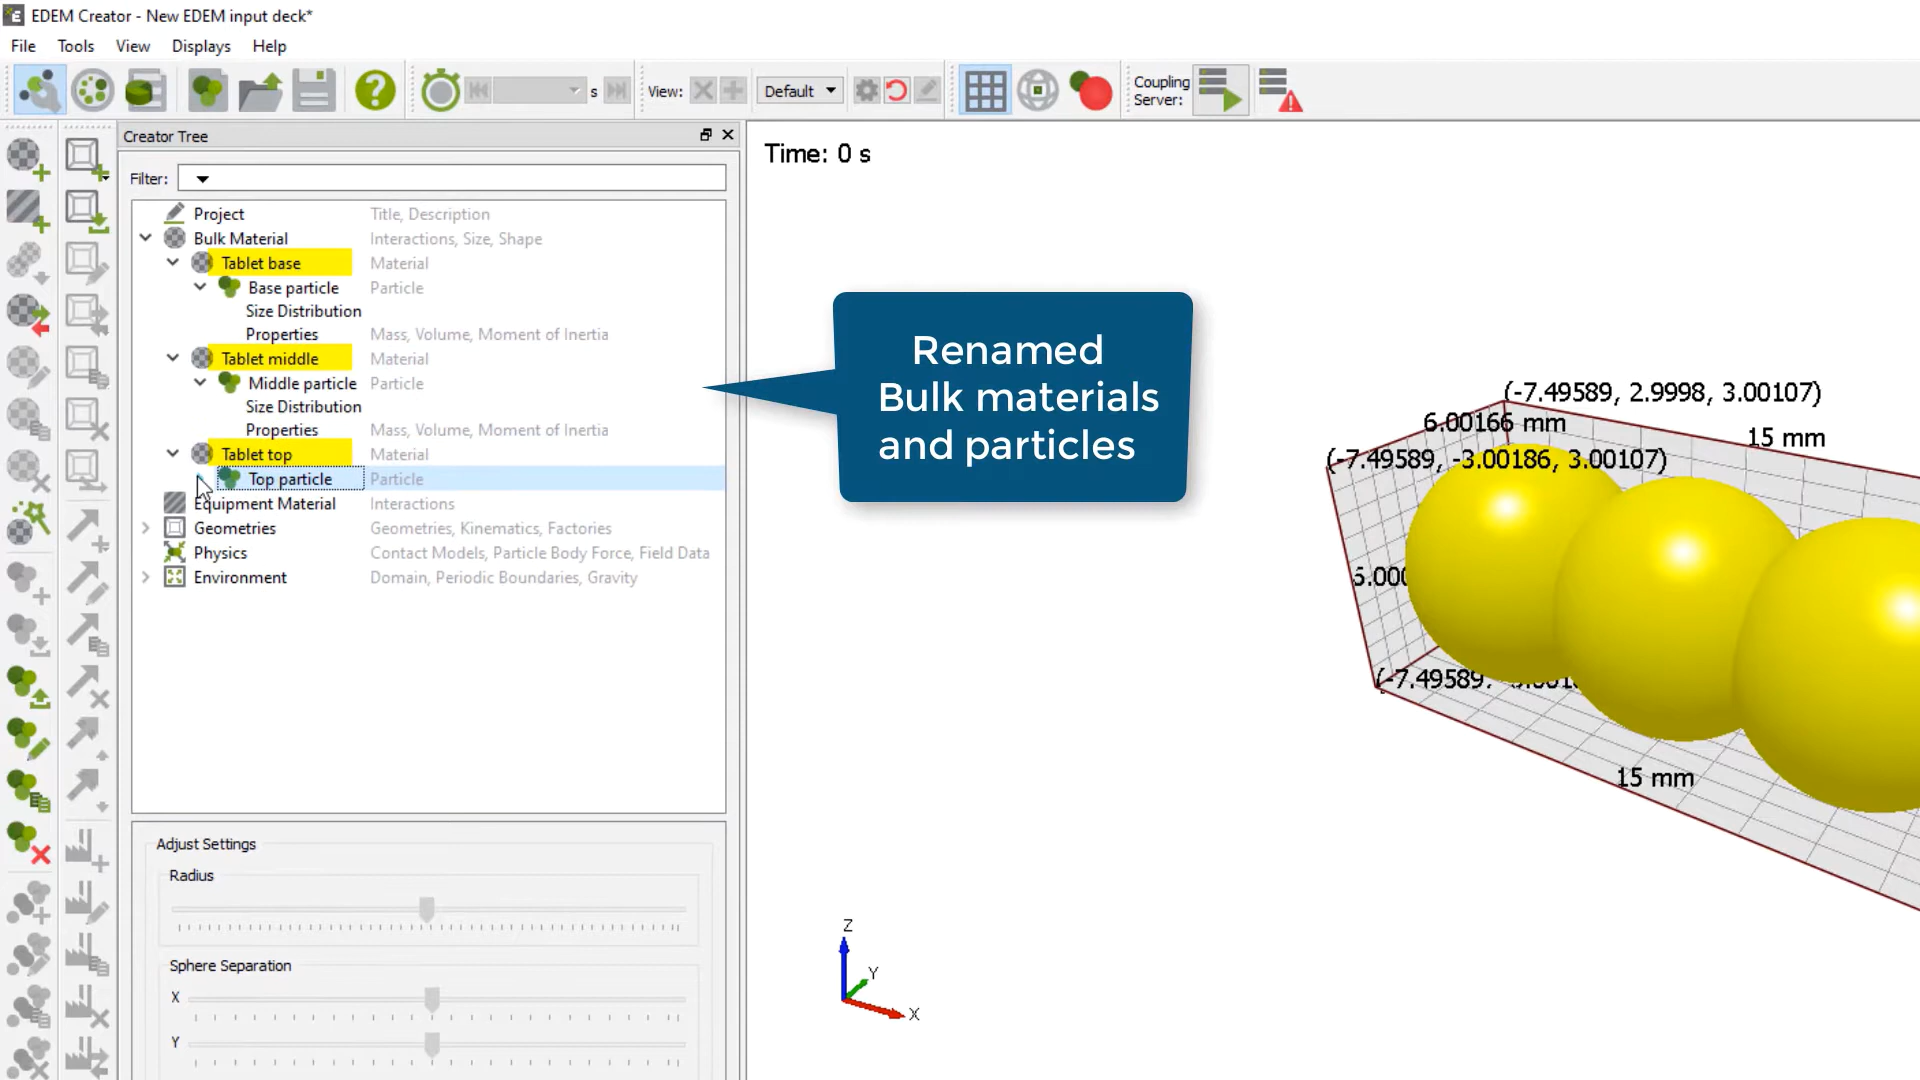 EDEM Creator - New EDEM input deck*
File Tools View Displays Help
s View: Default Coupling Server:
Creator Tree
Time: 0 s
Filter:
Project Title, Description
Bulk Material Interactions, Size, Shape
Tablet base Material
Base particle Particle
Size Distribution
Properties Mass, Volume, Moment of Inertia
Tablet middle Material
Middle particle Particle
Size Distribution
Properties Mass, Volume, Moment of Inertia
Tablet top Material
Top particle Particle
Equipment Material Interactions
Geometries Geometries, Kinematics, Factories
Physics Contact Models, Particle Body Force, Field Data
Environment Domain, Periodic Boundaries, Gravity
Renamed
Bulk materials
and particles
(-7.49589, 2.9998, 3.00107)
6.00166 mm
15 mm
(-7.49589, -3.00186, 3.00107)
(-7.49589,
15 mm
Adjust Settings
Radius
Sphere Separation
X
Y
Z
Y
X